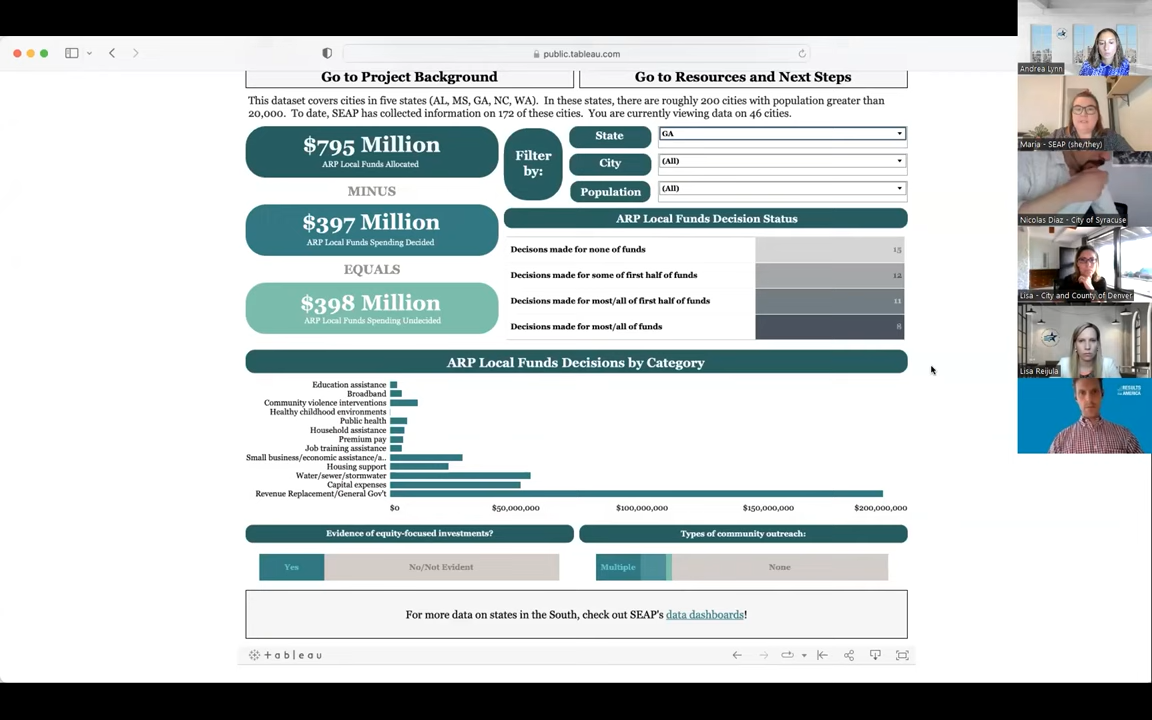 public.tableau.com
Go to Project Background
Go to Resources and Next Steps
This dataset covers cities in five states (AL, MS, GA, NC, WA). In these states, there are roughly 200 cities with population greater than
20,000. To date, SEAP has collected information on 172 of these cities. You are currently viewing data on 46 cities.
$795 Million
ARP Local Funds Allocated
MINUS
$397 Million
ARP Local Funds Spending Decided
EQUALS
$398 Million
ARP Local Funds Spending Undecided
Filter
by:
State
GA
City
(All)
Population
(All)
ARP Local Funds Decision Status
Decisons made for none of funds 15
Decisions made for some of first half of funds 12
Decisions made for most/all of first half of funds 11
Decisions made for most/all of funds 8
ARP Local Funds Decisions by Category
Education assistance
Broadband
Community violence interventions
Healthy childhood environments
Public health
Household assistance
Premium pay
Job training assistance
Small business/economic assistance/a..
Housing support
Water/sewer/stormwater
Capital expenses
Revenue Replacement/General Gov't
$0 $50,000,000 $100,000,000 $150,000,000 $200,000,000
Evidence of equity-focused investments?
Yes
No/Not Evident
Types of community outreach:
Multiple
None
For more data on states in the South, check out SEAP's data dashboards!
+ a b l e a u
Andrea Lynn
Maria - SEAP (she/they)
Nicolas Diaz - City of Syracuse
Lisa - City and County of Denver
Lisa Reijula
RESULTS